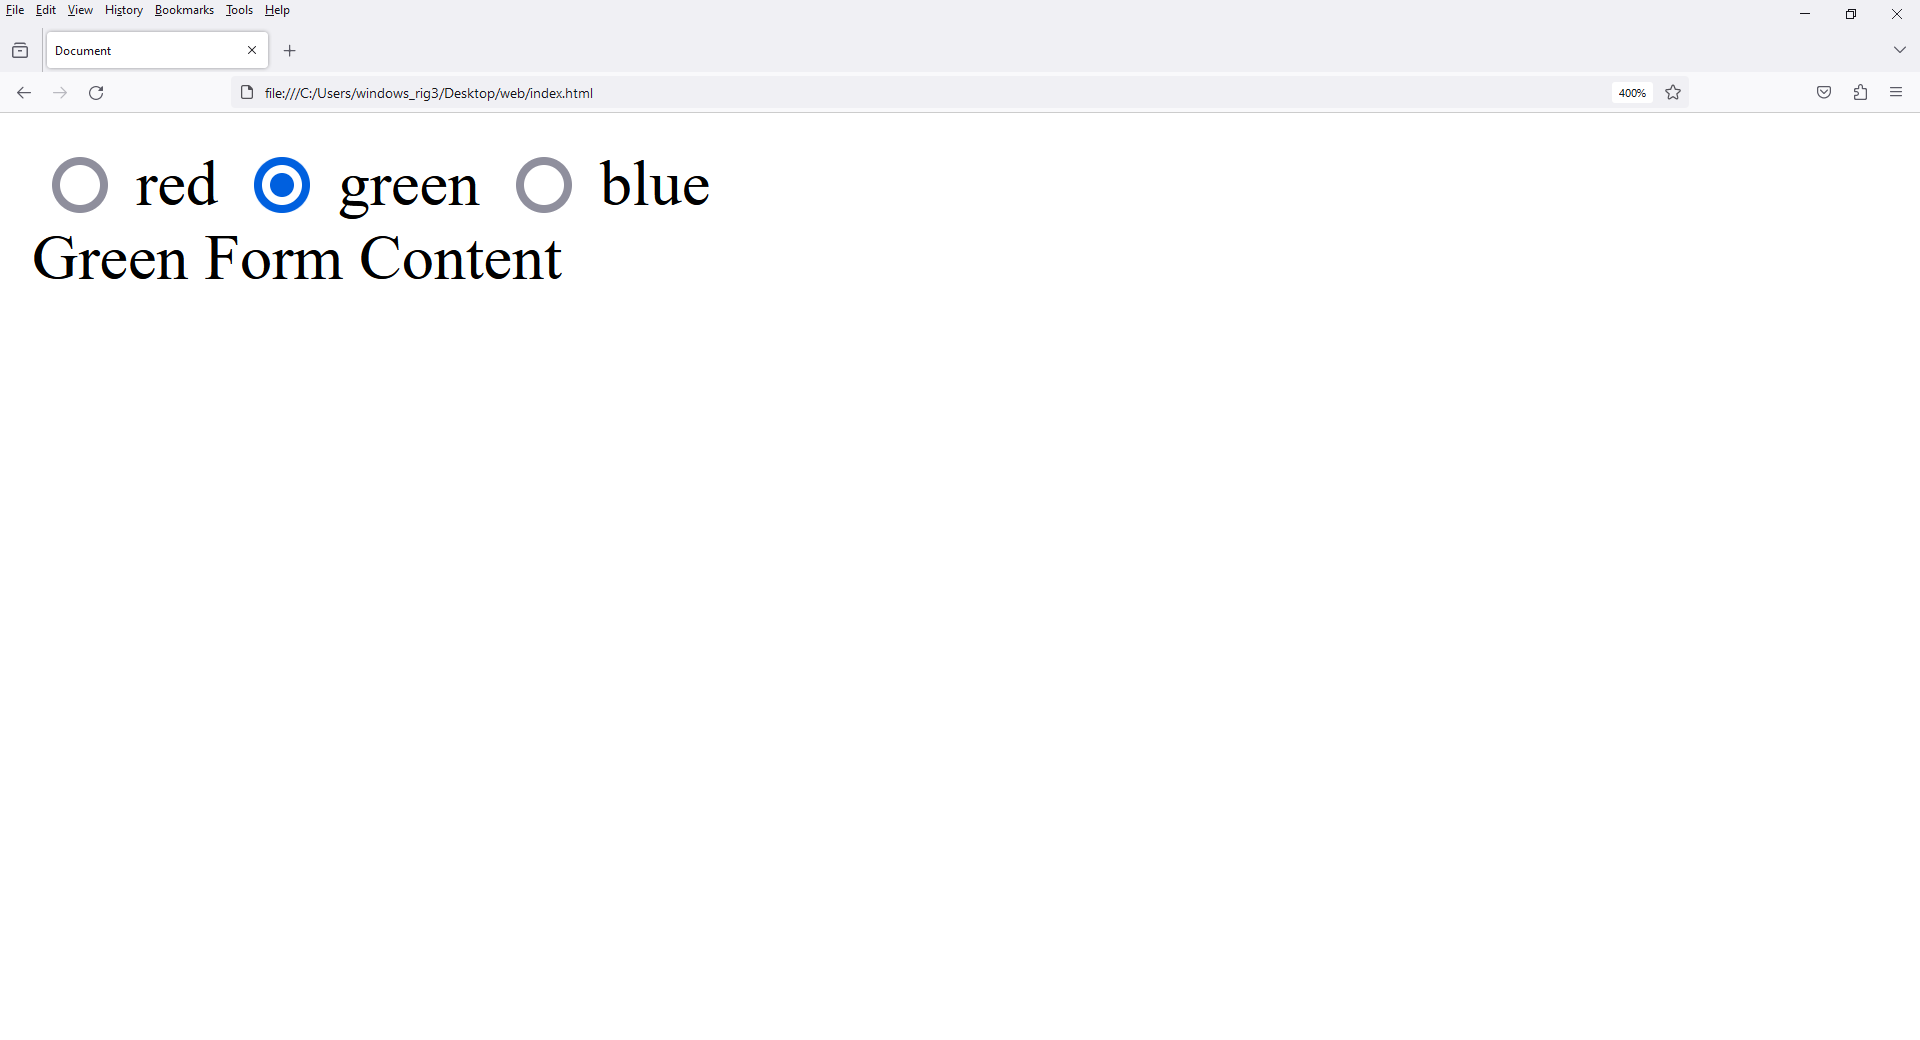 File Edit View History Bookmarks Tools Help
Document
file:///C:/Users/windows_rig3/Desktop/web/index.html 400%
red green blue
Green Form Content